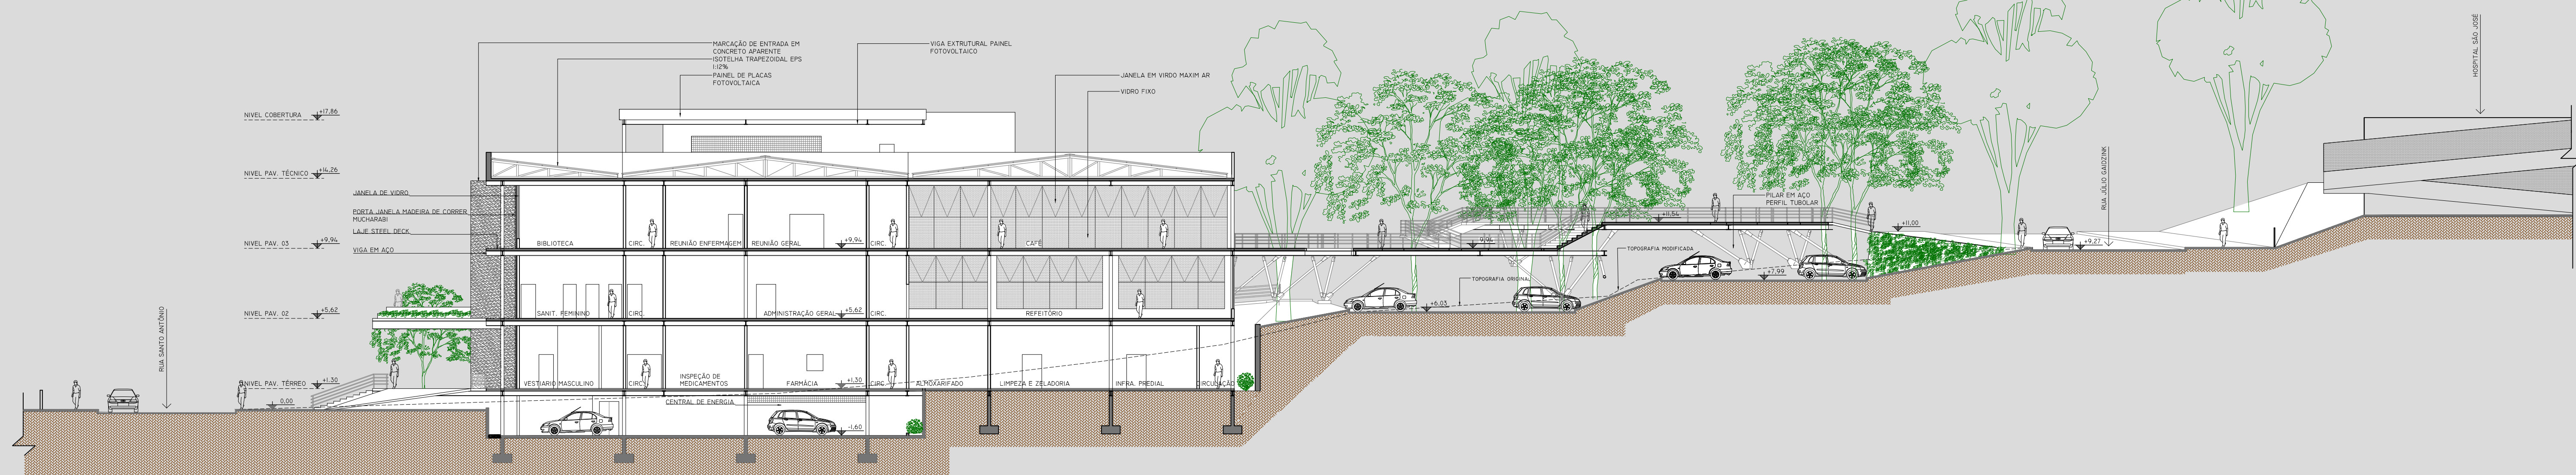 MARCAÇÃO DE ENTRADA EM
CONCRETO APARENTE
ISOTELHA TRAPEZOIDAL EPS
1:12%
PAINEL DE PLACAS
FOTOVOLTAICA
VIGA EXTRUTURAL PAINEL
FOTOVOLTAICO
JANELA EM VIRDO MAXIM AR
VIDRO FIXO
HOSPITAL SÃO JOSÉ
NIVEL COBERTURA +17,86
NIVEL PAV. TÉCNICO +14,26
JANELA DE VIDRO
PORTA JANELA MADEIRA DE CORRER
MUCHARABI
LAJE STEEL DECK
NIVEL PAV. 03 +9,94
VIGA EM AÇO
BIBLIOTECA
CIRC.
REUNIÃO ENFERMAGEM
REUNIÃO GERAL
+9,94
CIRC.
CAFÉ
9,94
+11,54
PILAR EM AÇO
PERFIL TUBOLAR
+11,00
RUA JÚLIO GAIDZINK
+9,27
TOPOGRAFIA MODIFICADA
TOPOGRAFIA ORIGINAL
+7,99
+6,03
NIVEL PAV. 02 +5,62
SANIT. FEMININO
CIRC.
ADMINISTRAÇÃO GERAL
+5,62
CIRC.
REFEITÓRIO
RUA SANTO ANTÔNIO
NIVEL PAV. TÉRREO +1,30
VESTIARIO MASCULINO
CIRC.
INSPEÇÃO DE
MEDICAMENTOS
FARMÁCIA
+1,30
CIRC.
ALMOXARIFADO
LIMPEZA E ZELADORIA
INFRA. PREDIAL
CIRCULAÇÃO
0,00
CENTRAL DE ENERGIA
-1,60